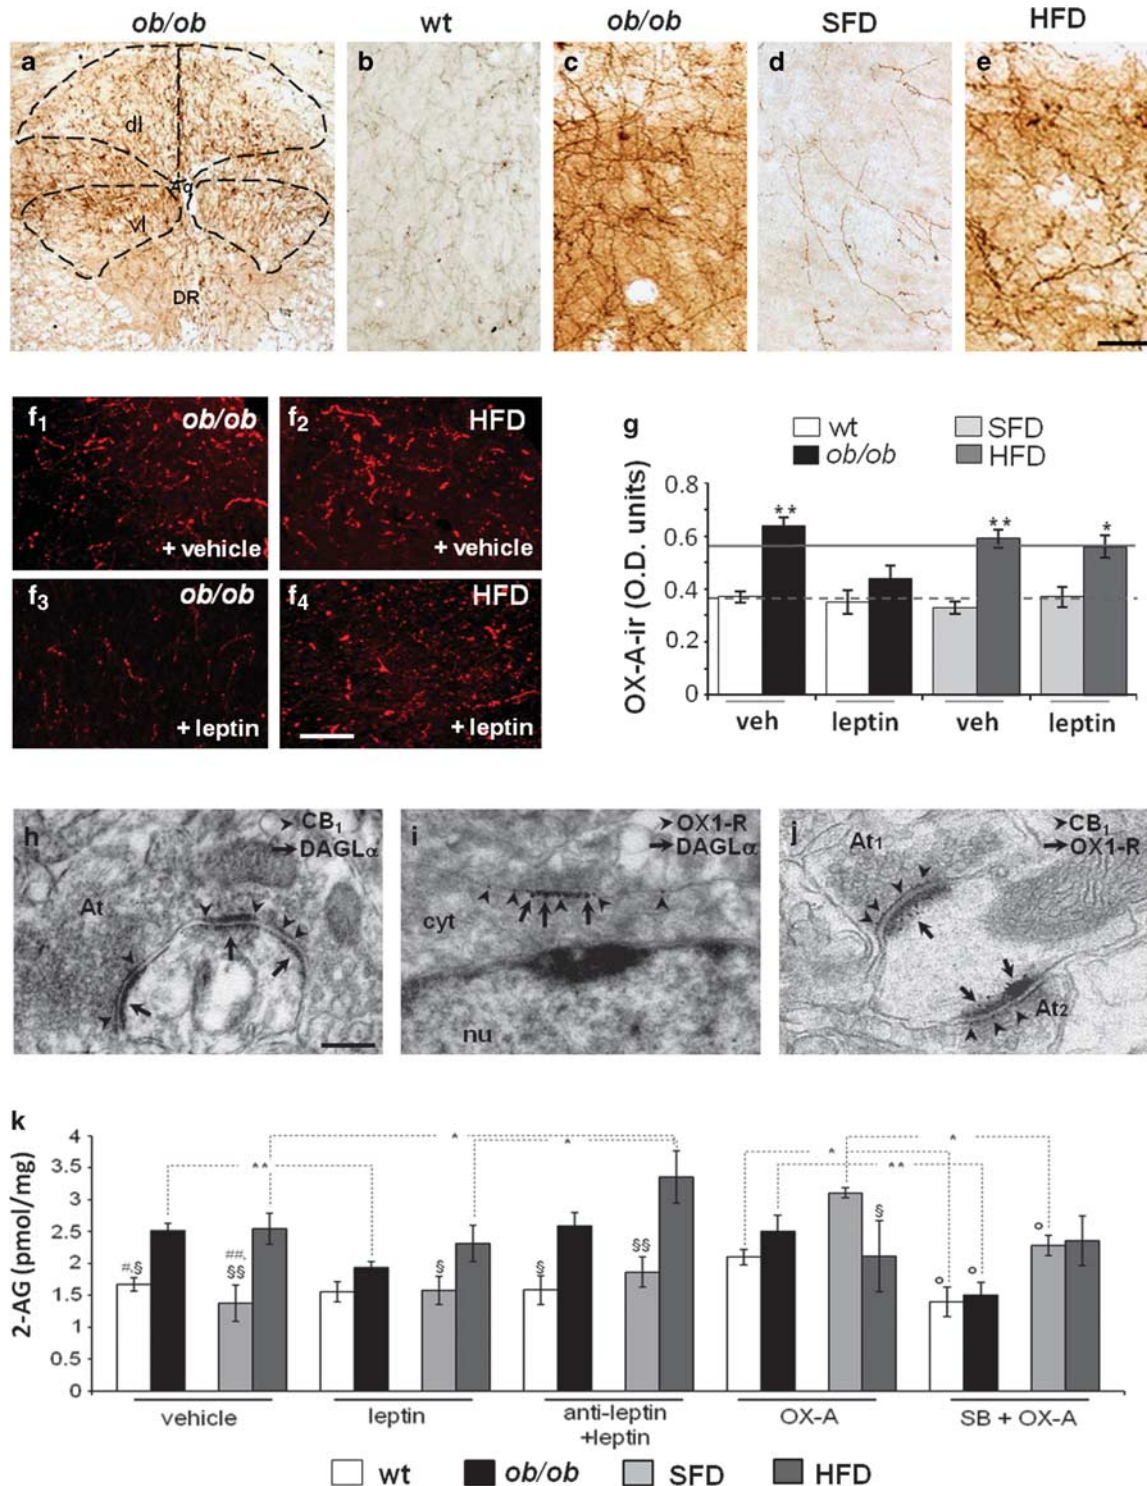 ob/ob wt ob/ob SFD HFD
a b c d e
dl
Aq
vl
DR
f1 ob/ob
+ vehicle
f2 HFD
+ vehicle
f3 ob/ob
+ leptin
f4 HFD
+ leptin
g
wt SFD
ob/ob HFD
OX-A-ir (O.D. units)
0.8
0.6
0.4
0.2
0
** ** *
veh leptin veh leptin
h
CB1
DAGLα
At
i
OX1-R
DAGLα
cyt
nu
j
CB1
OX1-R
At1
At2
k
2-AG (pmol/mg)
4
3.5
3
2.5
2
1.5
1
0.5
0
* * * * ** **
#,§ ##, §§ § § §§ § ° ° °
vehicle leptin anti-leptin OX-A SB + OX-A
+leptin
wt ob/ob SFD HFD